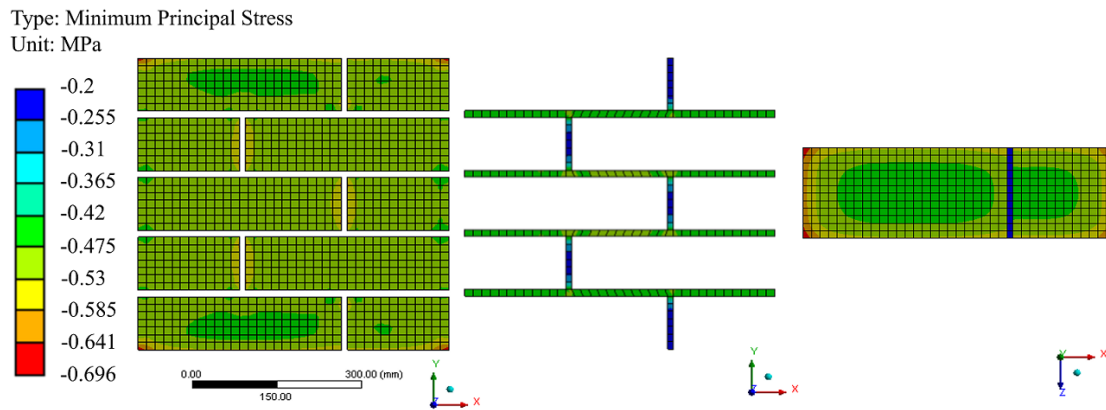 Type: Minimum Principal Stress
Unit: MPa
-0.2
-0.255
-0.31
-0.365
-0.42
-0.475
-0.53
-0.585
-0.641
-0.696
0.00 300.00 (mm)
150.00
Y
X
Z
Y
X
Z
Y
X
Z